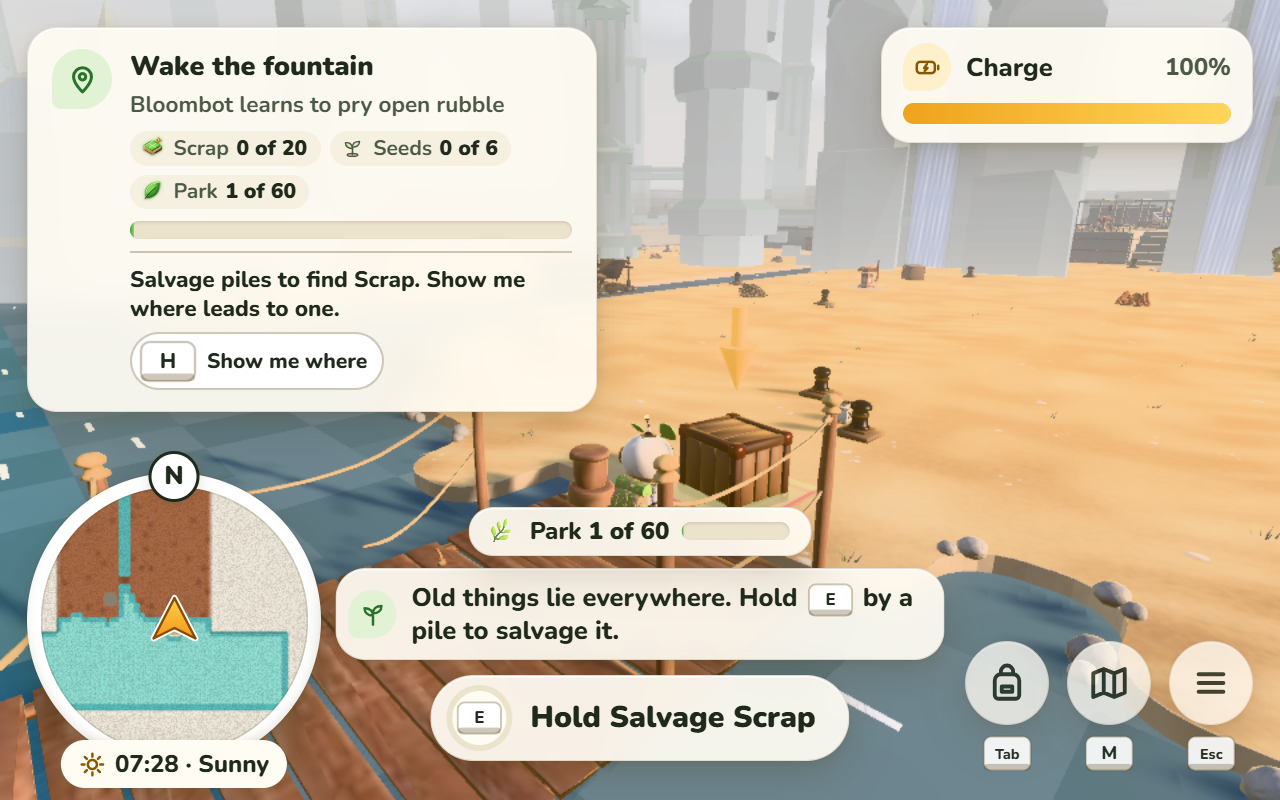 Wake the fountain
Bloombot learns to pry open rubble
Scrap 0 of 20
Seeds 0 of 6
Park 1 of 60
Salvage piles to find Scrap. Show me
where leads to one.
H Show me where
Charge 100%
N
Park 1 of 60
Old things lie everywhere. Hold E by a
pile to salvage it.
E Hold Salvage Scrap
07:28 · Sunny
Tab
M
Esc